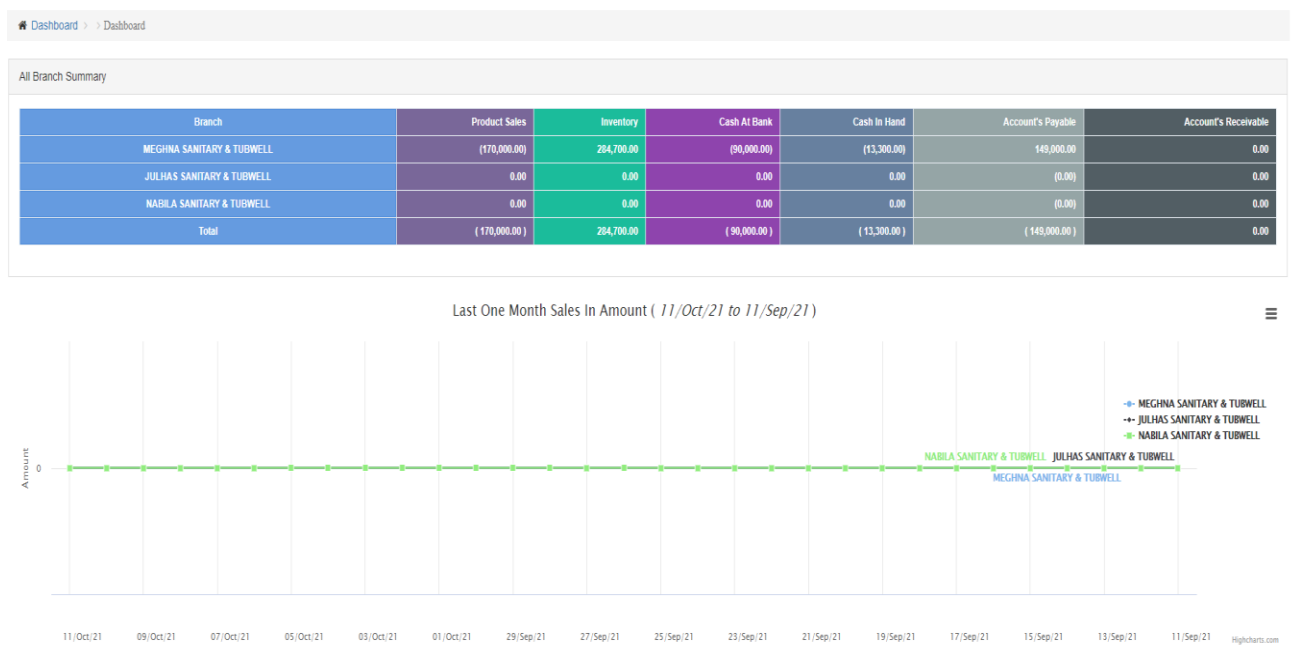 Dashboard > > Dashboard
All Branch Summary
Branch Product Sales Inventory Cash At Bank Cash In Hand Account's Payable Account's Receivable
MEGHNA SANITARY & TUBWELL (170,000.00) 284,700.00 (90,000.00) (13,300.00) 149,000.00 0.00
JULHAS SANITARY & TUBWELL 0.00 0.00 0.00 0.00 (0.00) 0.00
NABILA SANITARY & TUBWELL 0.00 0.00 0.00 0.00 (0.00) 0.00
Total ( 170,000.00 ) 284,700.00 ( 90,000.00 ) ( 13,300.00 ) ( 149,000.00 ) 0.00
Last One Month Sales In Amount ( 11/Oct/21 to 11/Sep/21 )
MEGHNA SANITARY & TUBWELL
JULHAS SANITARY & TUBWELL
NABILA SANITARY & TUBWELL
NABILA SANITARY & TUBWELL JULHAS SANITARY & TUBWELL
Amount 0
MEGHNA SANITARY & TUBWELL
11/Oct/21 09/Oct/21 07/Oct/21 05/Oct/21 03/Oct/21 01/Oct/21 29/Sep/21 27/Sep/21 25/Sep/21 23/Sep/21 21/Sep/21 19/Sep/21 17/Sep/21 15/Sep/21 13/Sep/21 11/Sep/21
Highcharts.com